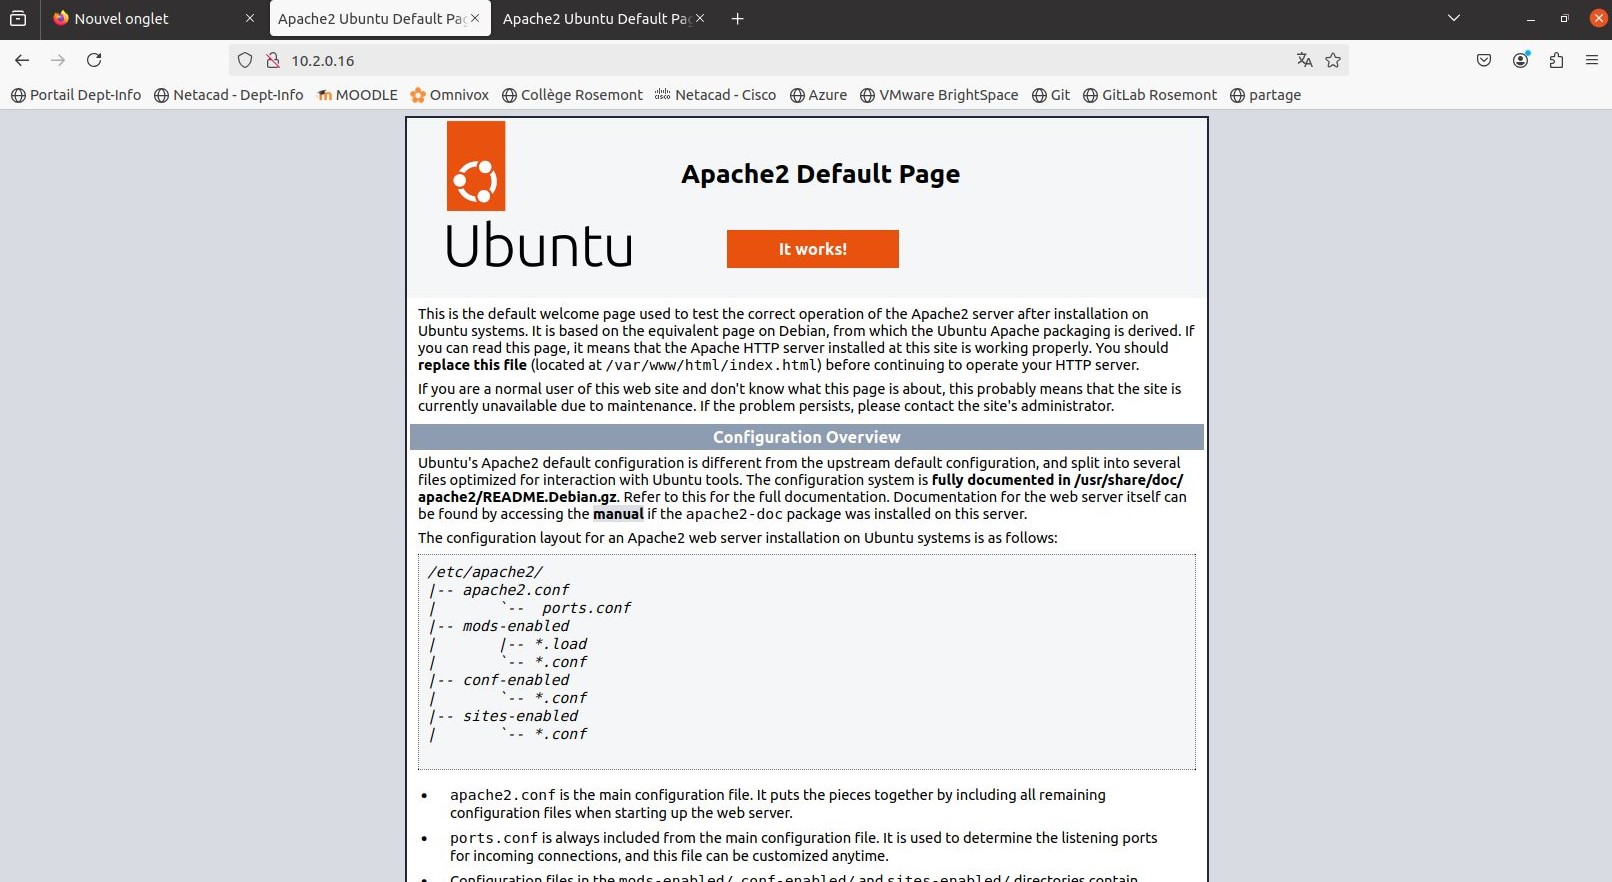 Nouvel onglet
Apache2 Ubuntu Default Pa
Apache2 Ubuntu Default Pa
10.2.0.16
Portail Dept-Info Netacad - Dept-Info MOODLE Omnivox Collège Rosemont Netacad - Cisco Azure VMware BrightSpace Git GitLab Rosemont partage
Apache2 Default Page
Ubuntu
It works!
This is the default welcome page used to test the correct operation of the Apache2 server after installation on
Ubuntu systems. It is based on the equivalent page on Debian, from which the Ubuntu Apache packaging is derived. If
you can read this page, it means that the Apache HTTP server installed at this site is working properly. You should
replace this file (located at /var/www/html/index.html) before continuing to operate your HTTP server.
If you are a normal user of this web site and don't know what this page is about, this probably means that the site is
currently unavailable due to maintenance. If the problem persists, please contact the site's administrator.
Configuration Overview
Ubuntu's Apache2 default configuration is different from the upstream default configuration, and split into several
files optimized for interaction with Ubuntu tools. The configuration system is fully documented in /usr/share/doc/
apache2/README.Debian.gz. Refer to this for the full documentation. Documentation for the web server itself can
be found by accessing the manual if the apache2-doc package was installed on this server.
The configuration layout for an Apache2 web server installation on Ubuntu systems is as follows:
/etc/apache2/
|-- apache2.conf
|       `--  ports.conf
|-- mods-enabled
|       |-- *.load
|       `-- *.conf
|-- conf-enabled
|       `-- *.conf
|-- sites-enabled
|       `-- *.conf
• apache2.conf is the main configuration file. It puts the pieces together by including all remaining
configuration files when starting up the web server.
• ports.conf is always included from the main configuration file. It is used to determine the listening ports
for incoming connections, and this file can be customized anytime.
• Configuration files in the mods-enabled/, conf-enabled/ and sites-enabled/ directories contain